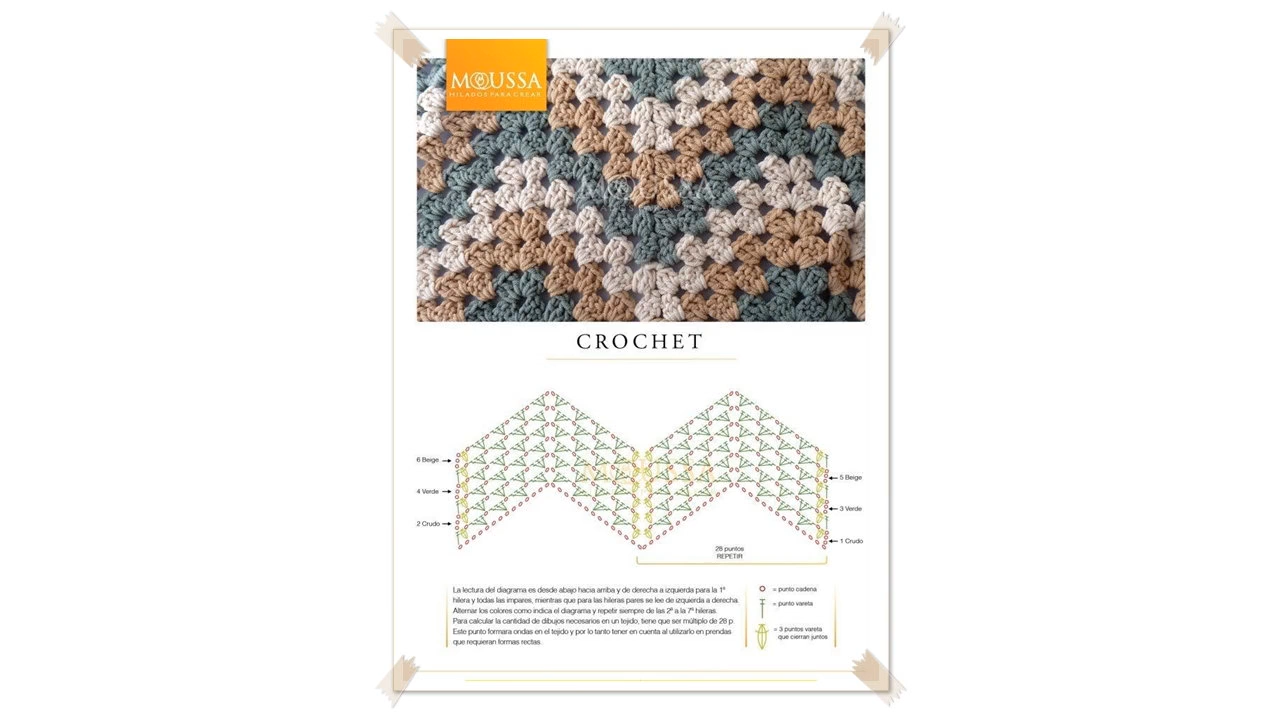 MOUSSA
HILADOS PARA CREAR
MOUSSA
CROCHET
MOUSSA
6 Beige
4 Verde
2 Crudo
5 Beige
3 Verde
1 Crudo
28 puntos
REPETIR
La lectura del diagrama es desde abajo hacia arriba y de derecha a izquierda para la 1º
hilera y todas las impares, mientras que para las hileras pares se lee de izquierda a derecha.
Alternar los colores como indica el diagrama y repetir siempre de las 2ª a la 7ª hileras.
Para calcular la cantidad de dibujos necesarios en un tejido, tiene que ser múltiplo de 28 p.
Este punto formara ondas en el tejido y por lo tanto tener en cuenta al utilizarlo en prendas
que requieran formas rectas.
= punto cadena
= punto vareta
= 3 puntos vareta
que cierran juntos